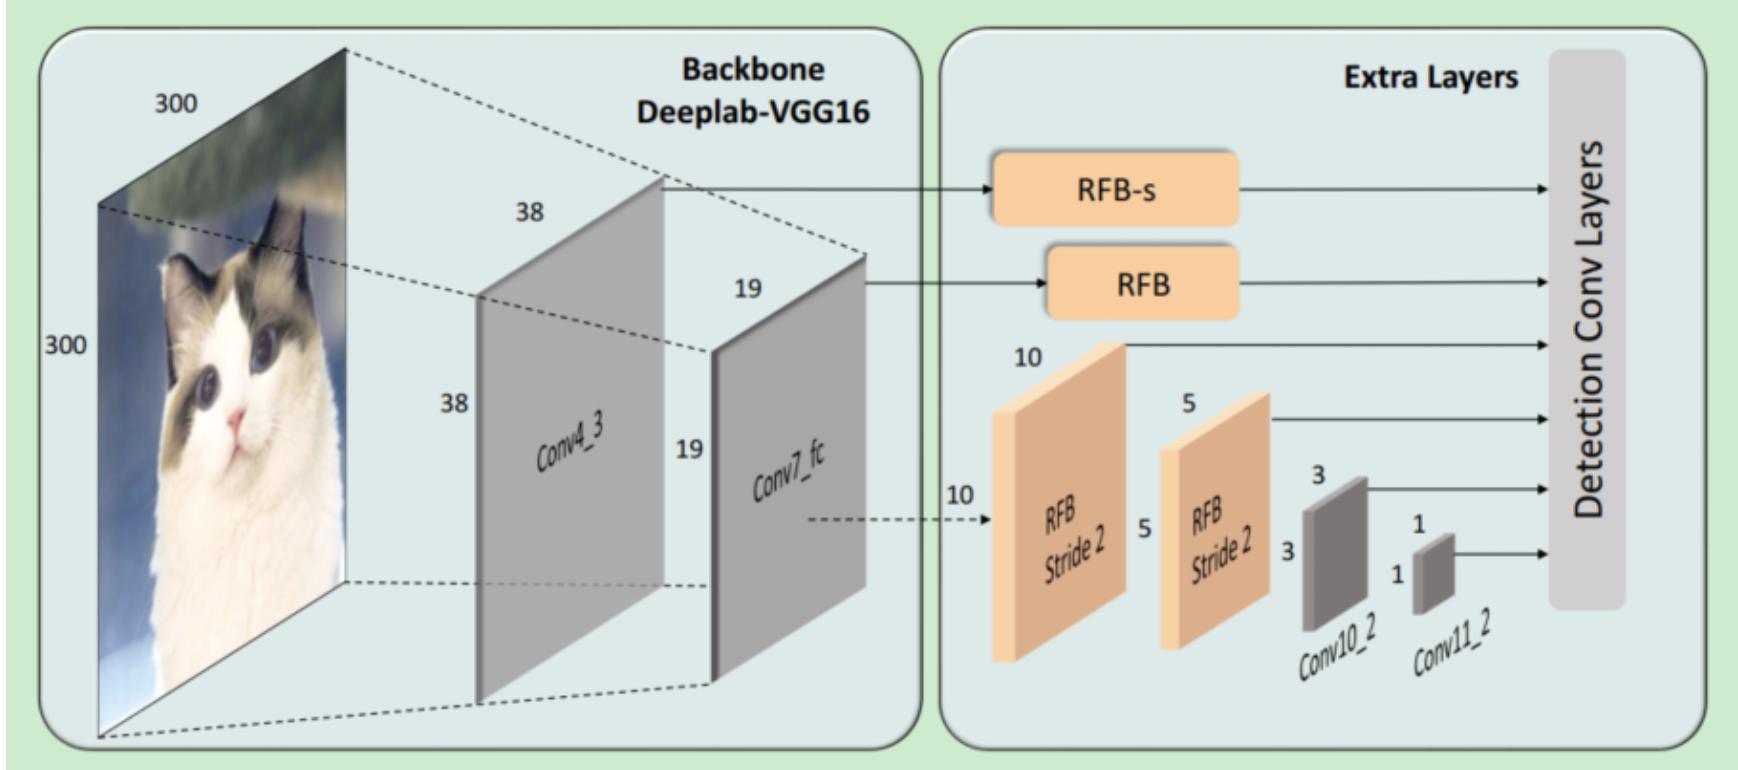 300
300
Backbone
Deeplab-VGG16
38
38
Conv4_3
19
19
Conv7_fc
Extra Layers
RFB-s
RFB
10
10
RFB
Stride 2
5
5
RFB
Stride 2
3
3
Conv10_2
1
1
Conv11_2
Detection Conv Layers